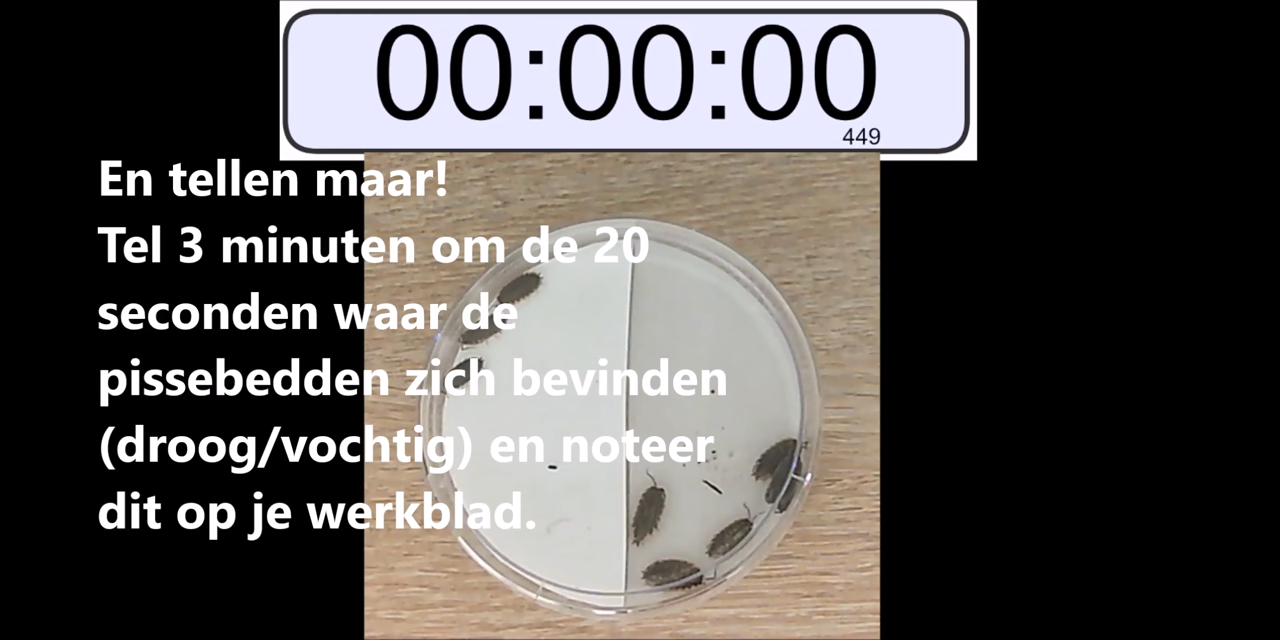 00:00:00
449
En tellen maar!
Tel 3 minuten om de 20
seconden waar de
pissebedden zich bevinden
(droog/vochtig) en noteer
dit op je werkblad.